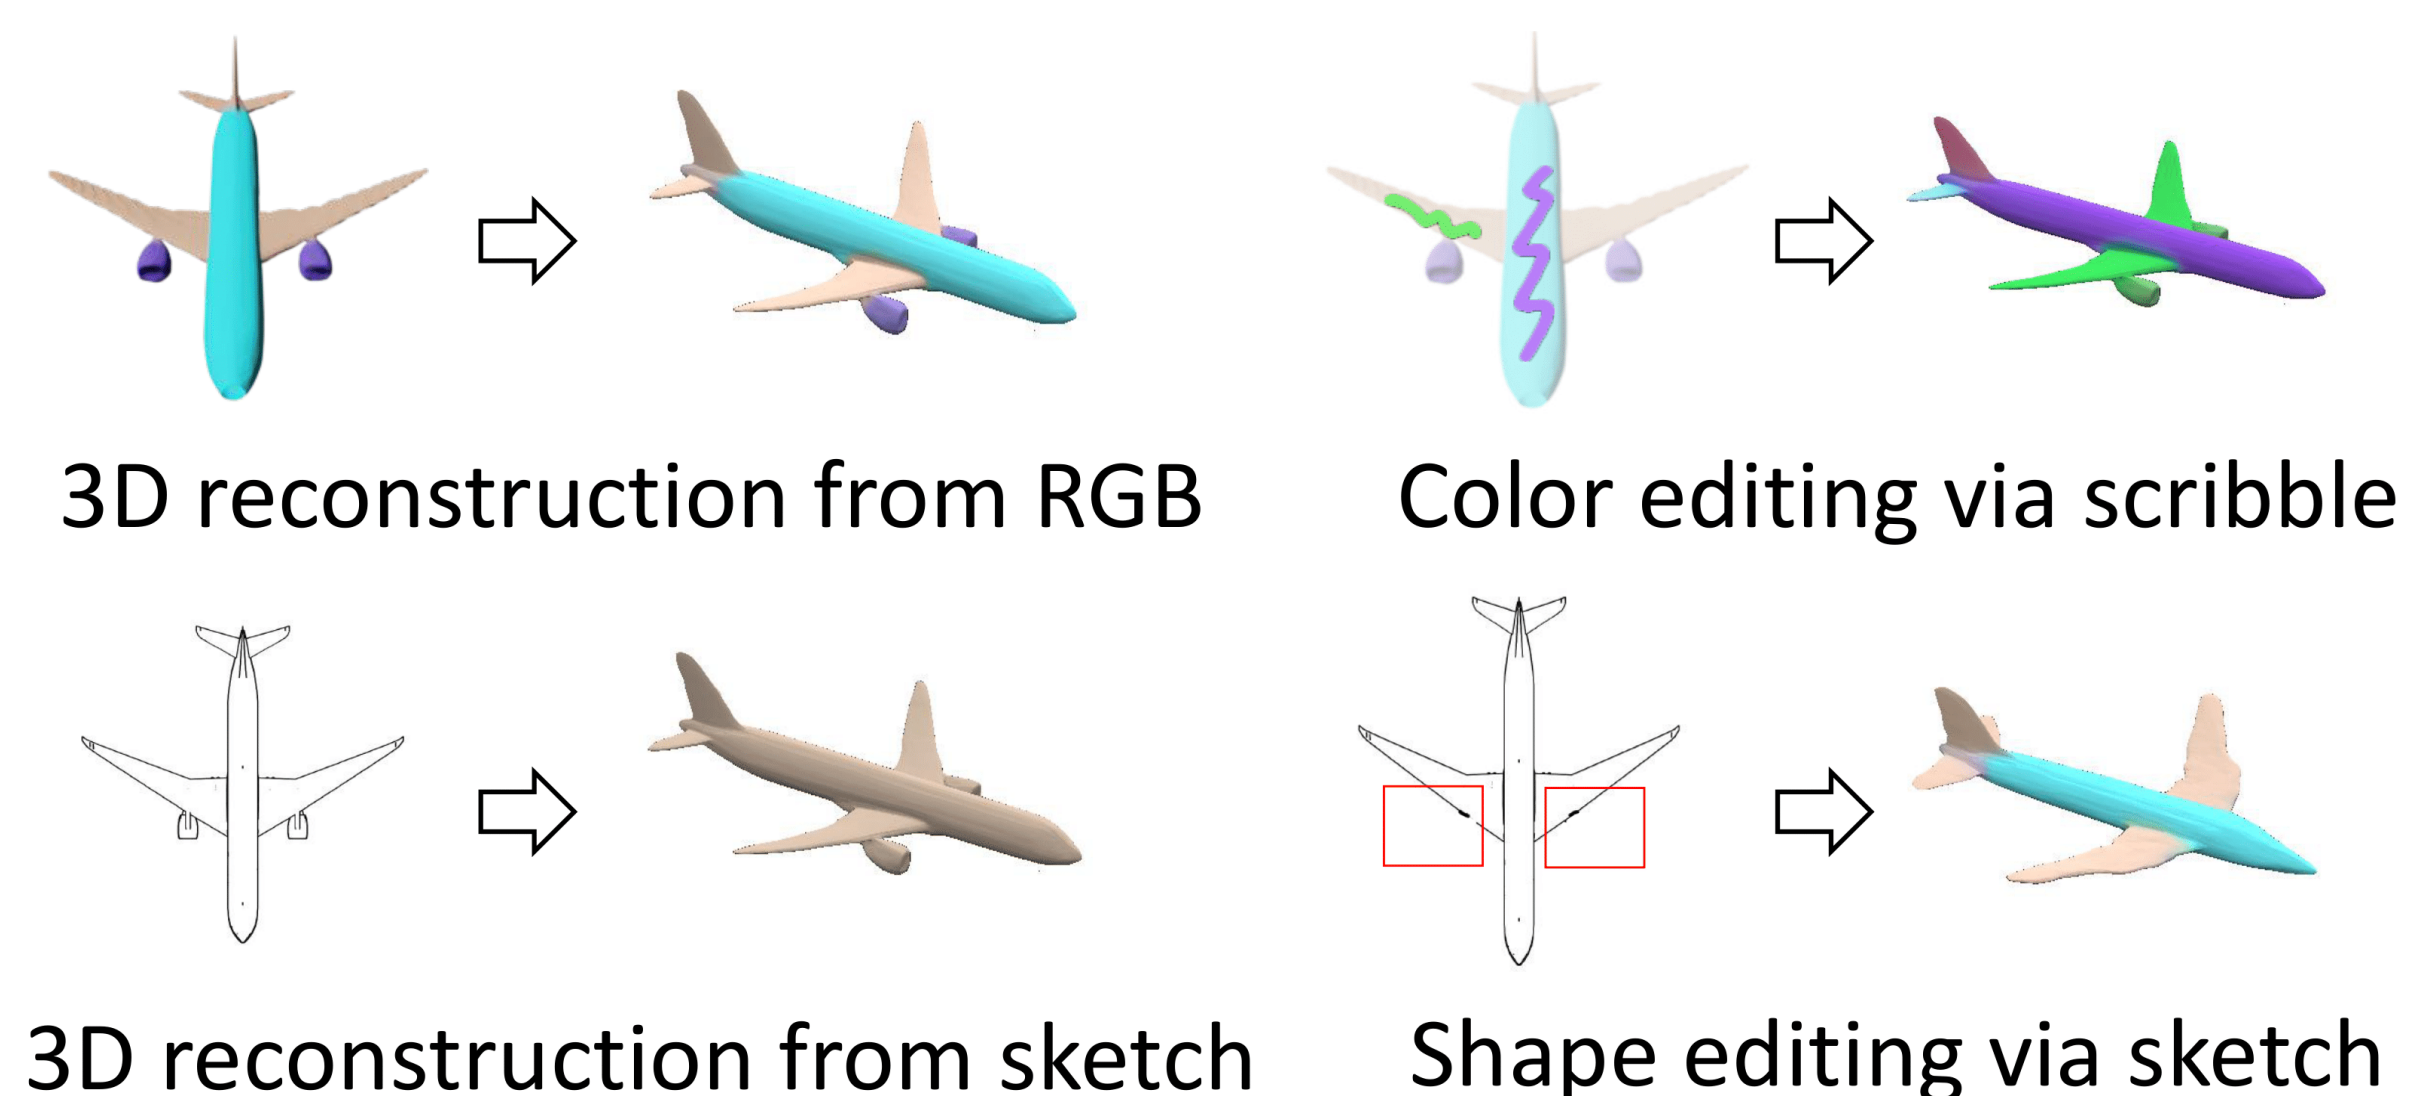 3D reconstruction from RGB
Color editing via scribble
3D reconstruction from sketch
Shape editing via sketch